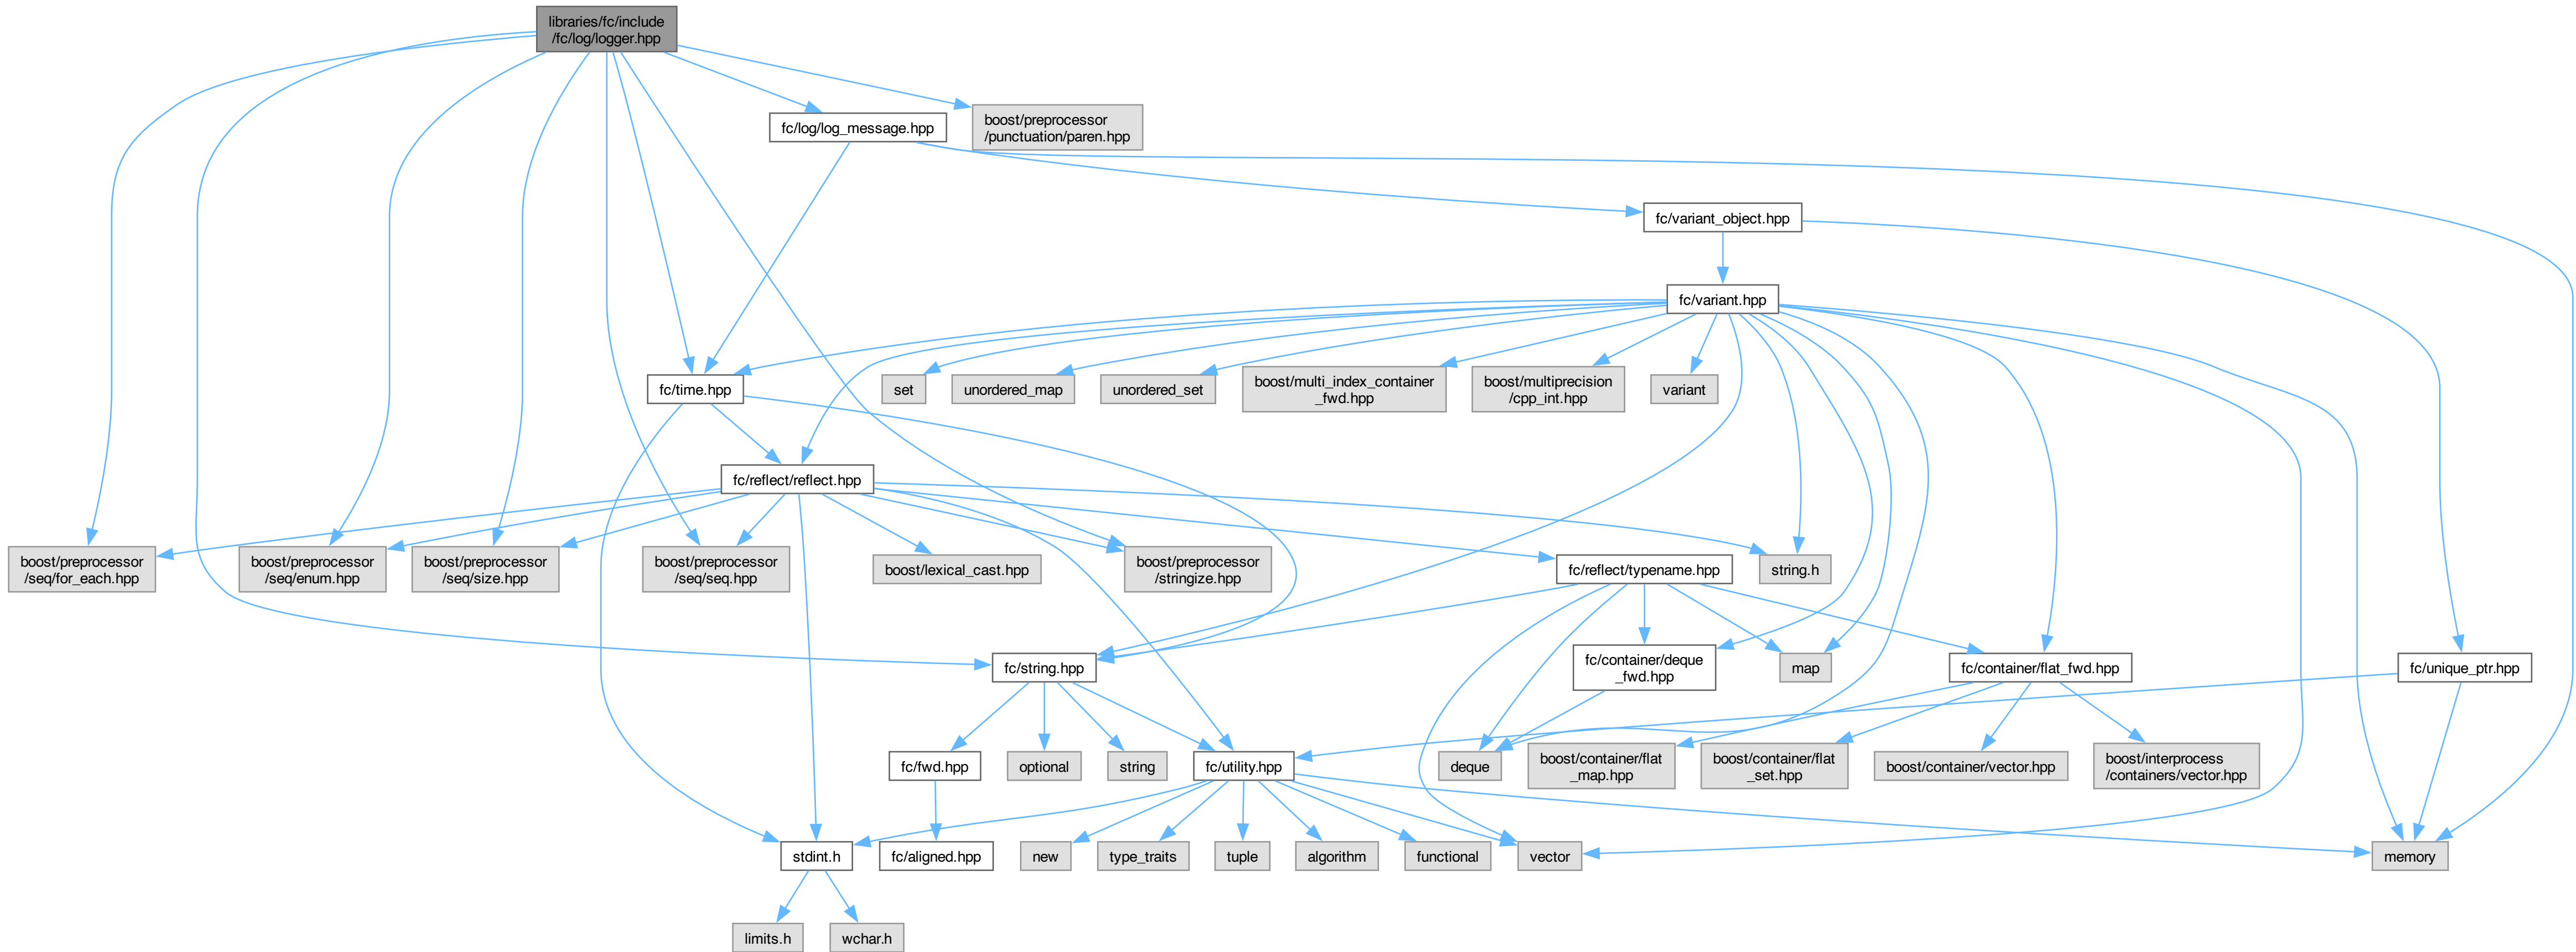 libraries/fc/include
/fc/log/logger.hpp
fc/log/log_message.hpp
boost/preprocessor
/punctuation/paren.hpp
fc/variant_object.hpp
fc/variant.hpp
fc/time.hpp
set
unordered_map
unordered_set
boost/multi_index_container
_fwd.hpp
boost/multiprecision
/cpp_int.hpp
variant
fc/reflect/reflect.hpp
boost/preprocessor
/seq/for_each.hpp
boost/preprocessor
/seq/enum.hpp
boost/preprocessor
/seq/size.hpp
boost/preprocessor
/seq/seq.hpp
boost/lexical_cast.hpp
boost/preprocessor
/stringize.hpp
fc/reflect/typename.hpp
string.h
fc/string.hpp
fc/container/deque
_fwd.hpp
map
fc/container/flat_fwd.hpp
fc/unique_ptr.hpp
fc/fwd.hpp
optional
string
fc/utility.hpp
deque
boost/container/flat
_map.hpp
boost/container/flat
_set.hpp
boost/container/vector.hpp
boost/interprocess
/containers/vector.hpp
stdint.h
fc/aligned.hpp
new
type_traits
tuple
algorithm
functional
vector
memory
limits.h
wchar.h